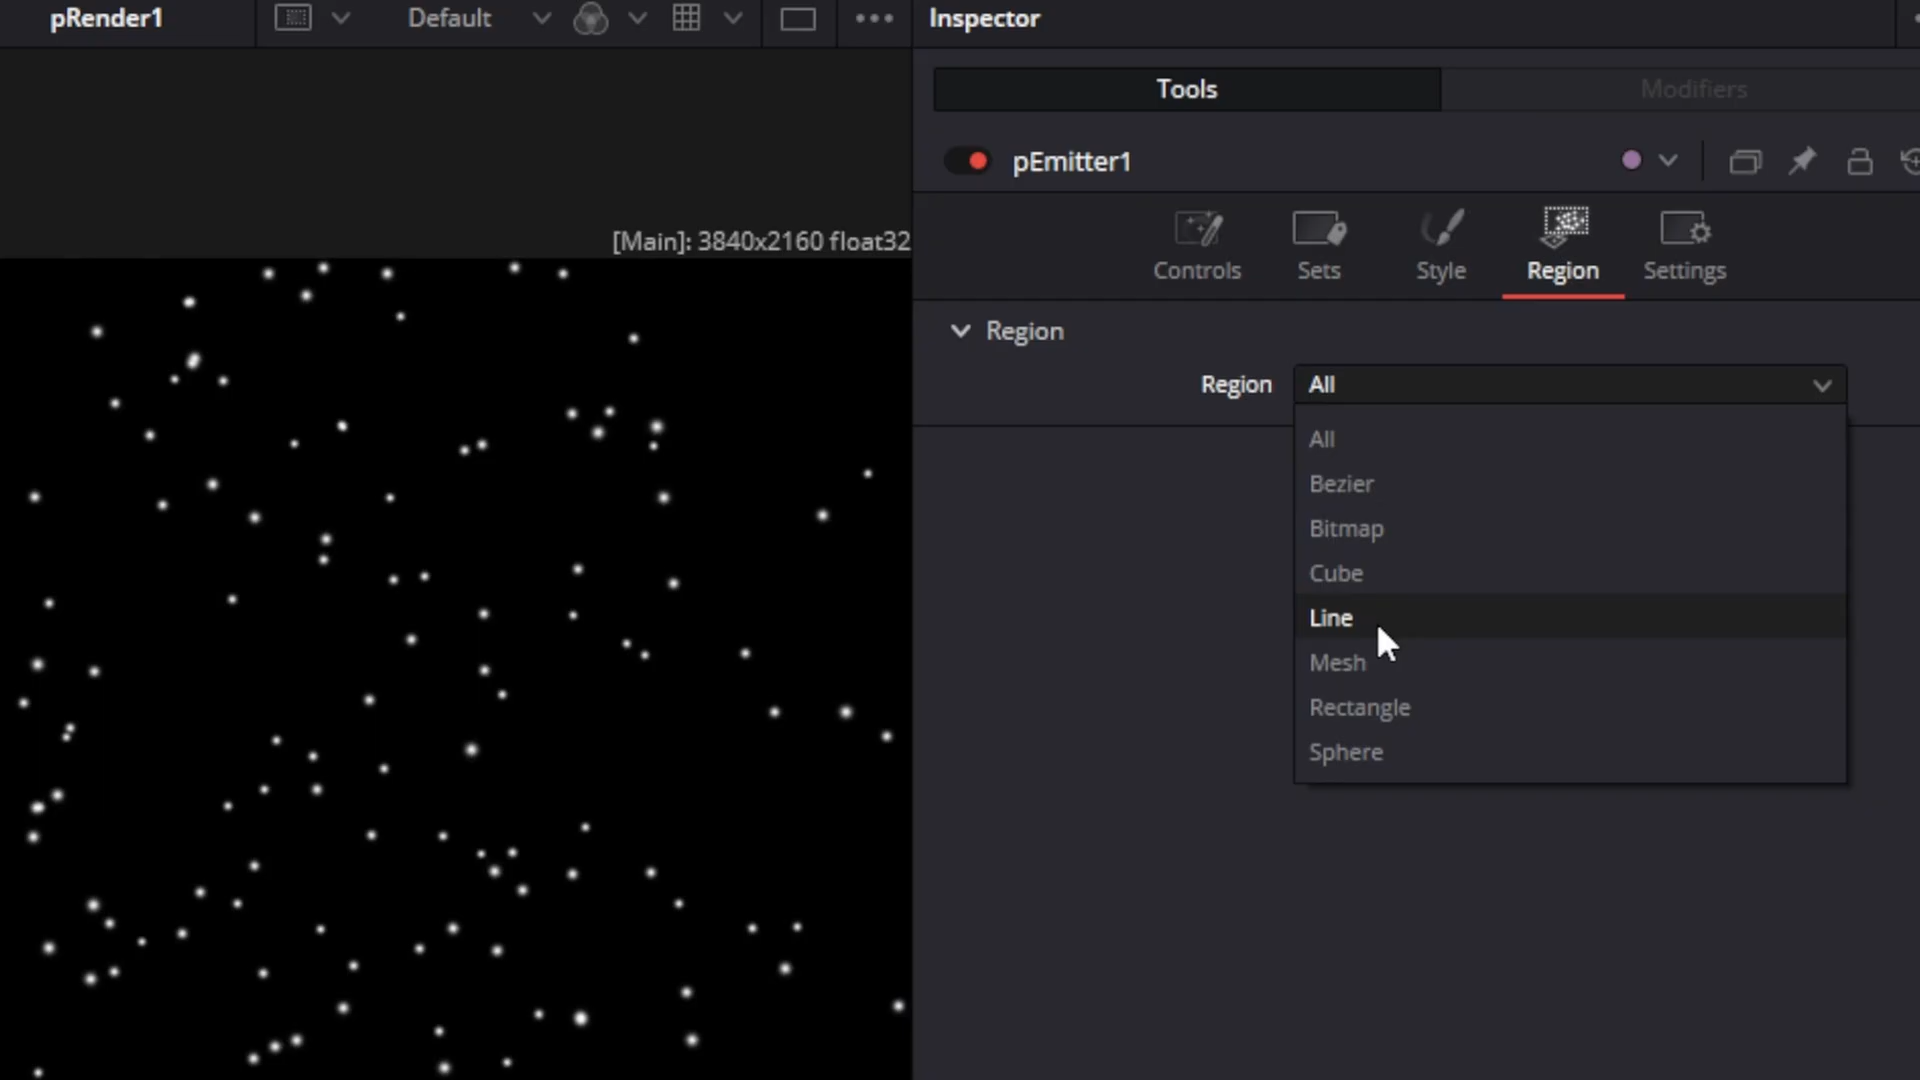 pRender1
Default
Inspector
Tools
Modifiers
pEmitter1
[Main]: 3840x2160 float32
Controls
Sets
Style
Region
Settings
Region
Region
All
All
Bezier
Bitmap
Cube
Line
Mesh
Rectangle
Sphere